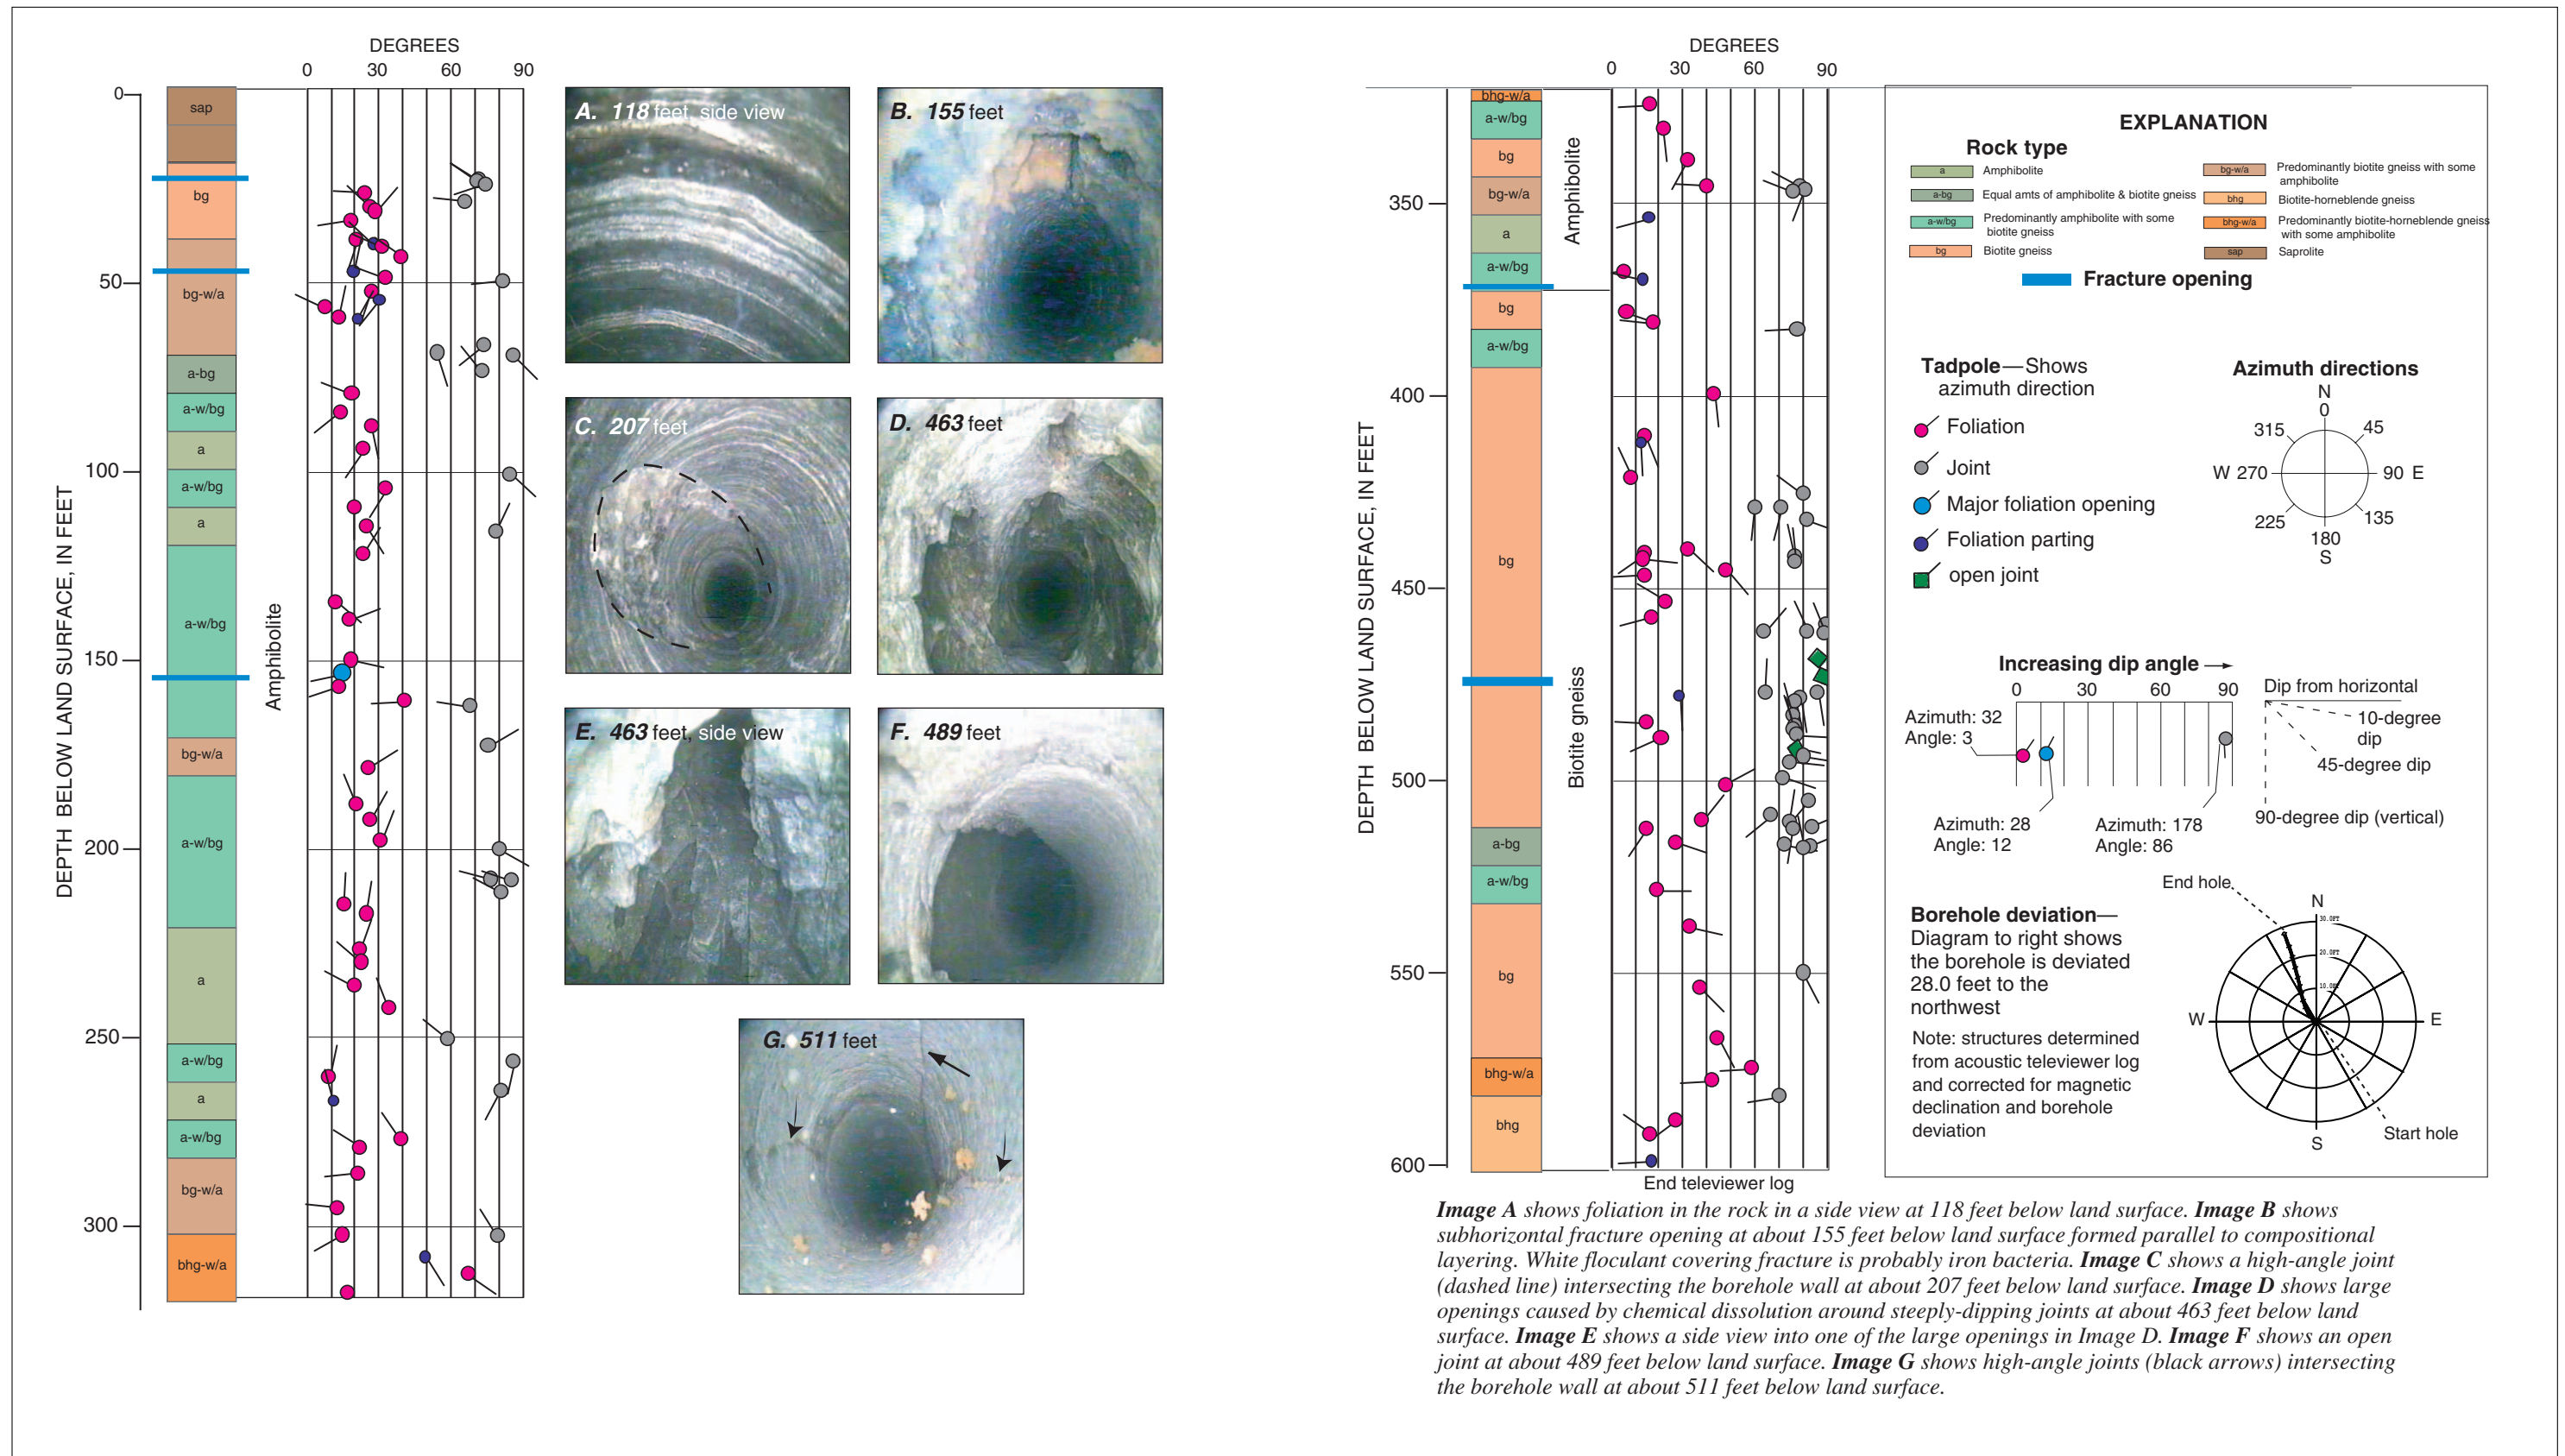 DEGREES
0 30 60 90
DEPTH BELOW LAND SURFACE, IN FEET
0
50
100
150
200
250
300
sap
bg
bg-w/a
a-bg
a-w/bg
a
a-w/bg
a
a-w/bg
bg-w/a
a-w/bg
a
a-w/bg
a
a-w/bg
bg-w/a
bhg-w/a
Amphibolite
A. 118 feet, side view
B. 155 feet
C. 207 feet
D. 463 feet
E. 463 feet, side view
F. 489 feet
G. 511 feet
DEGREES
0 30 60 90
DEPTH BELOW LAND SURFACE, IN FEET
350
400
450
500
550
600
bhg-w/a
a-w/bg
bg
bg-w/a
a
a-w/bg
bg
a-w/bg
bg
a-bg
a-w/bg
bg
bhg-w/a
bhg
Amphibolite
Biotite gneiss
End televiewer log
EXPLANATION
Rock type
a Amphibolite
a-bg Equal amts of amphibolite & biotite gneiss
a-w/bg Predominantly amphibolite with some
biotite gneiss
bg Biotite gneiss
bg-w/a Predominantly biotite gneiss with some
amphibolite
bhg Biotite-horneblende gneiss
bhg-w/a Predominantly biotite-horneblende gneiss
with some amphibolite
sap Saprolite
Fracture opening
Tadpole—Shows
azimuth direction
Foliation
Joint
Major foliation opening
Foliation parting
open joint
Azimuth directions
N
0
315 45
W 270 90 E
225 135
180
S
Increasing dip angle
0 30 60 90
Azimuth: 32
Angle: 3
Azimuth: 28
Angle: 12
Azimuth: 178
Angle: 86
Dip from horizontal
10-degree
dip
45-degree dip
90-degree dip (vertical)
Borehole deviation—
Diagram to right shows
the borehole is deviated
28.0 feet to the
northwest
Note: structures determined
from acoustic televiewer log
and corrected for magnetic
declination and borehole
deviation
End hole
N
30.0FT
20.0FT
10.0FT
W E
S
Start hole
Image A shows foliation in the rock in a side view at 118 feet below land surface. Image B shows
subhorizontal fracture opening at about 155 feet below land surface formed parallel to compositional
layering. White floculant covering fracture is probably iron bacteria. Image C shows a high-angle joint
(dashed line) intersecting the borehole wall at about 207 feet below land surface. Image D shows large
openings caused by chemical dissolution around steeply-dipping joints at about 463 feet below land
surface. Image E shows a side view into one of the large openings in Image D. Image F shows an open
joint at about 489 feet below land surface. Image G shows high-angle joints (black arrows) intersecting
the borehole wall at about 511 feet below land surface.